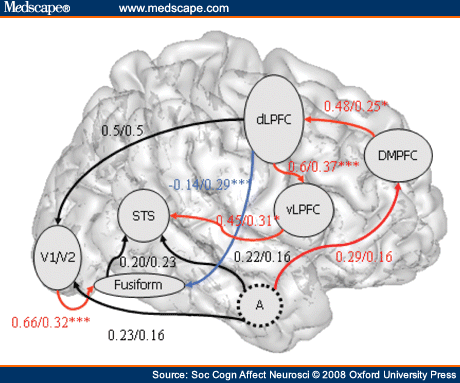 Medscape® www.medscape.com
0.48/0.25*
dLPFC
0.5/0.5
DMPFC
0.6/0.37***
-0.14/0.29***
vLPFC
STS
0.45/0.31*
V1/V2
0.20/0.23
0.22/0.16
0.29/0.16
Fusiform
A
0.66/0.32***
0.23/0.16
Source: Soc Cogn Affect Neurosci © 2008 Oxford University Press